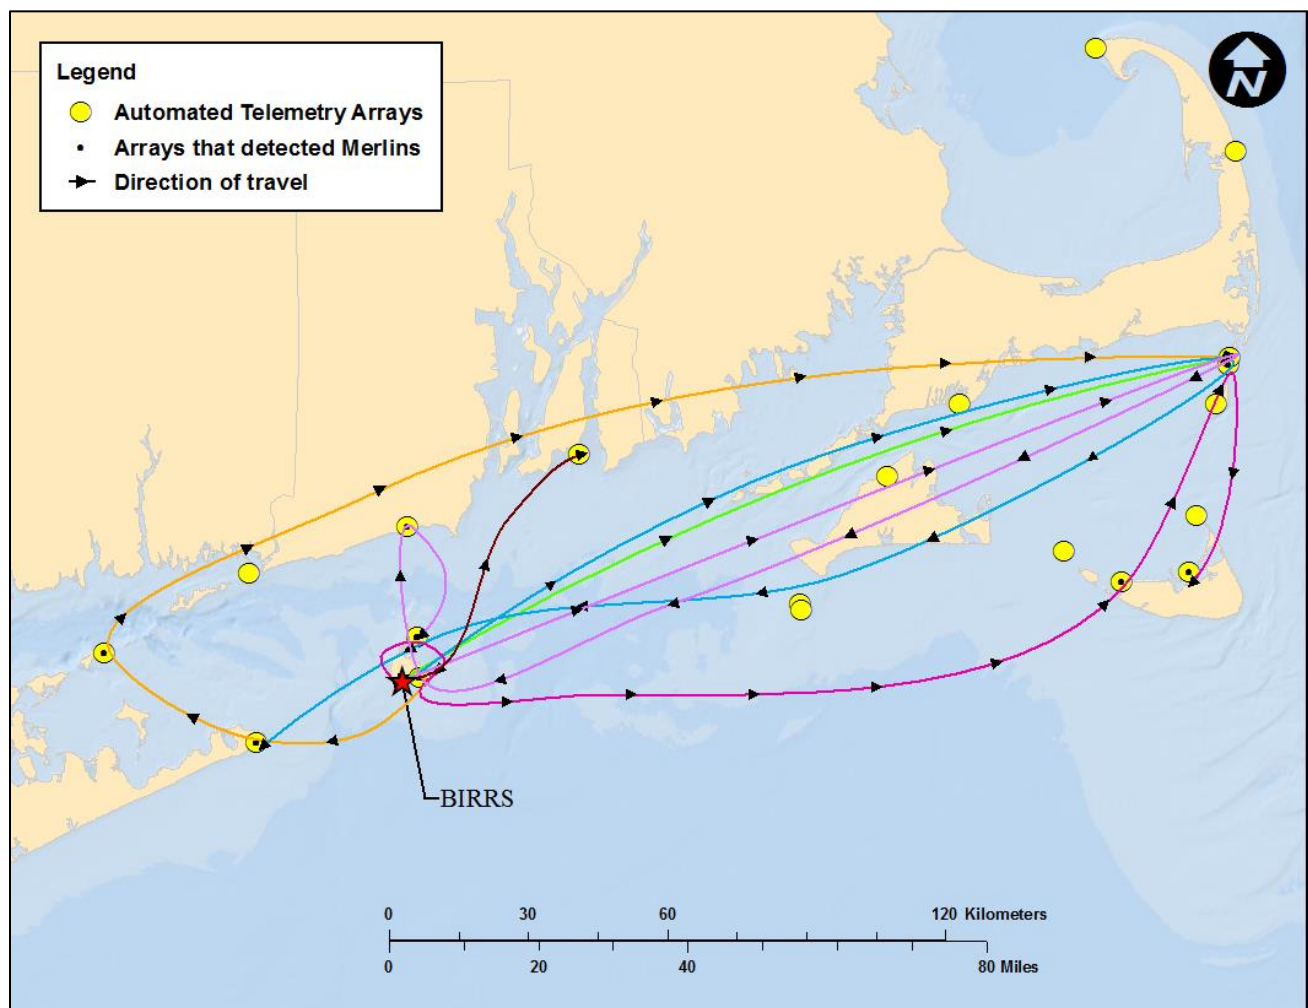 Legend
Automated Telemetry Arrays
Arrays that detected Merlins
Direction of travel
N
BIRRS
0 30 60 120 Kilometers
0 20 40 80 Miles